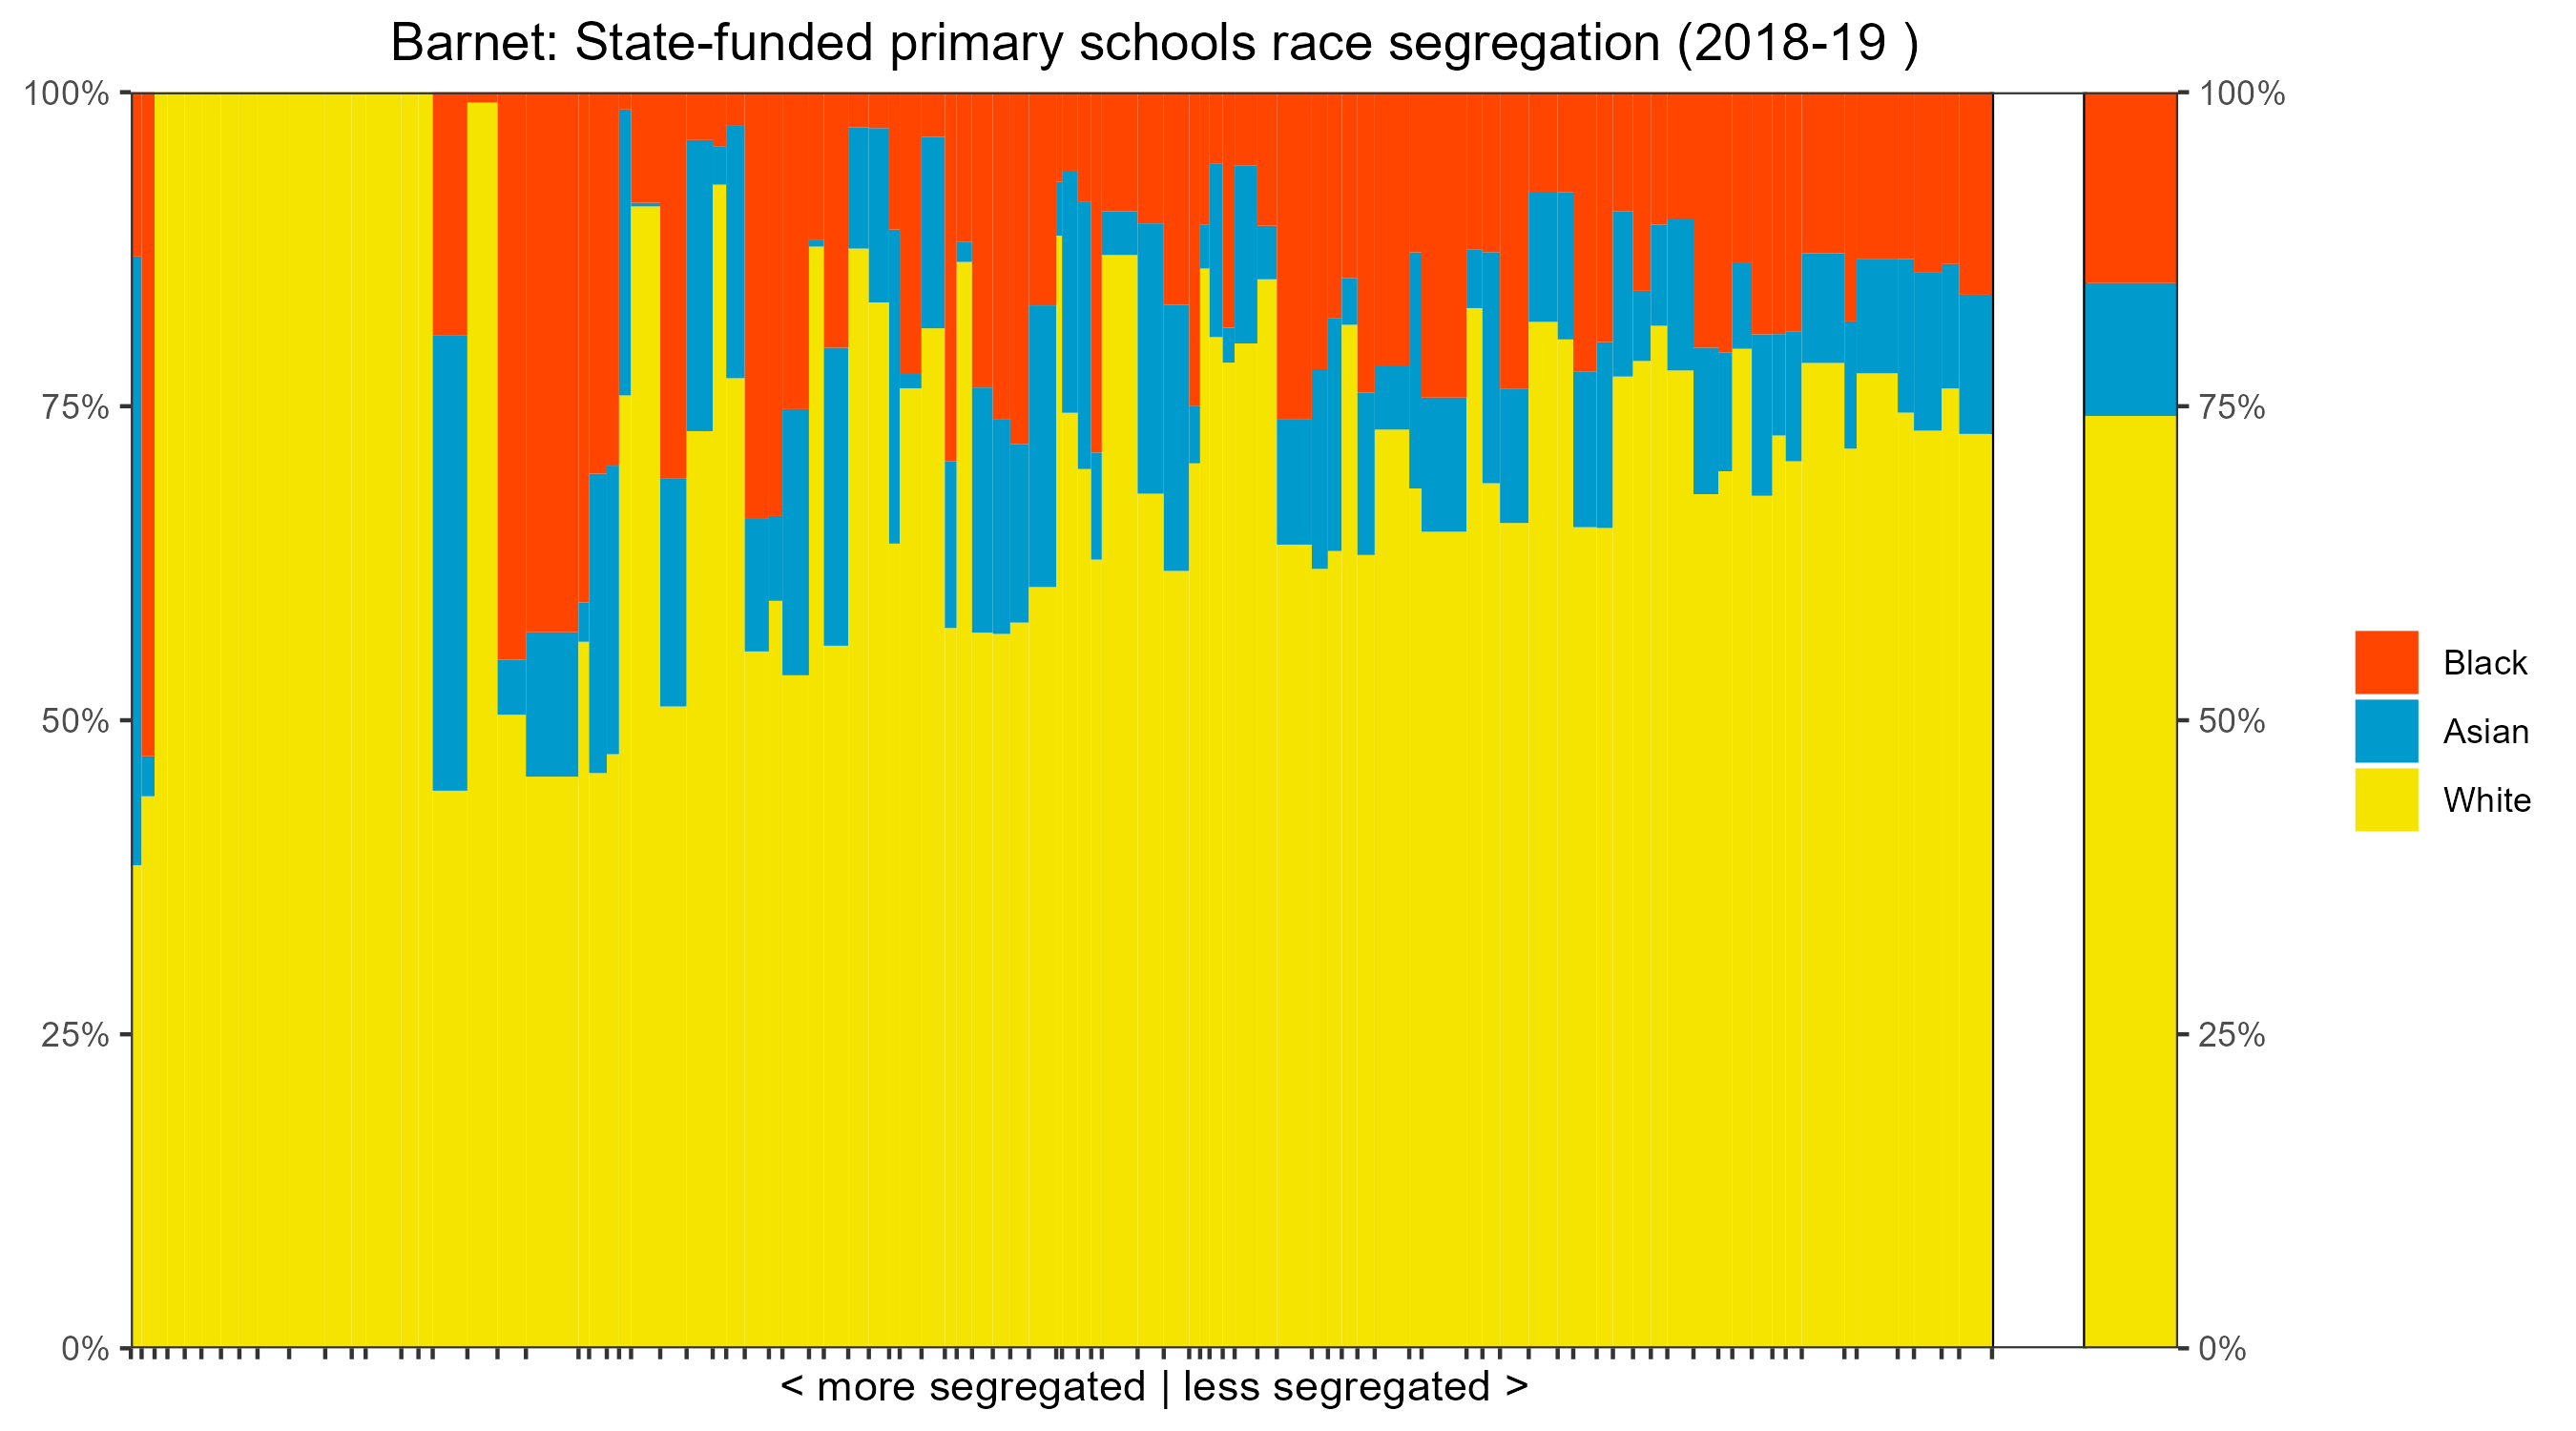 Barnet: State-funded primary schools race segregation (2018-19 )
100%
75%
50%
25%
0%
100%
75%
50%
25%
0%
Black
Asian
White
< more segregated | less segregated >